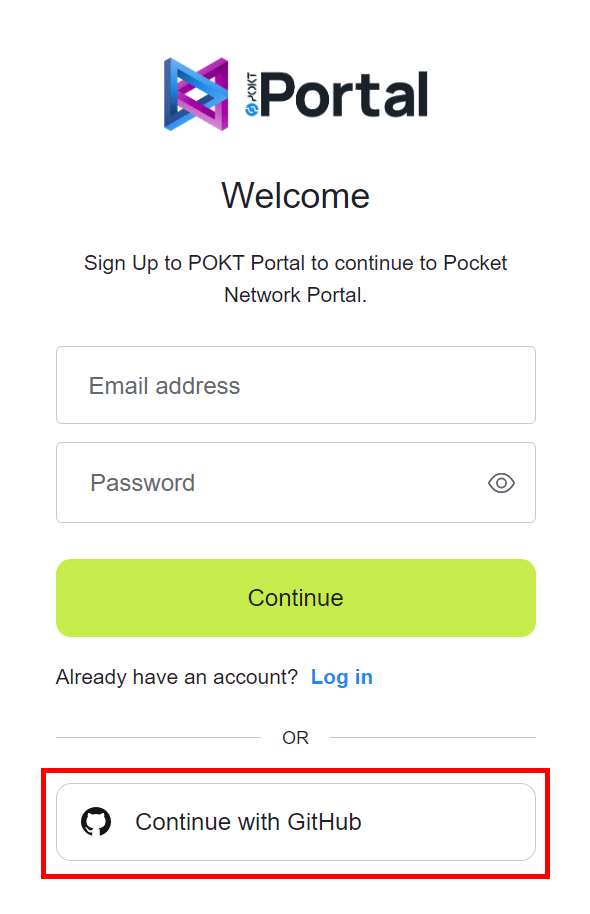 POKT Portal
Welcome
Sign Up to POKT Portal to continue to Pocket
Network Portal.
Email address
Password
Continue
Already have an account? Log in
OR
Continue with GitHub